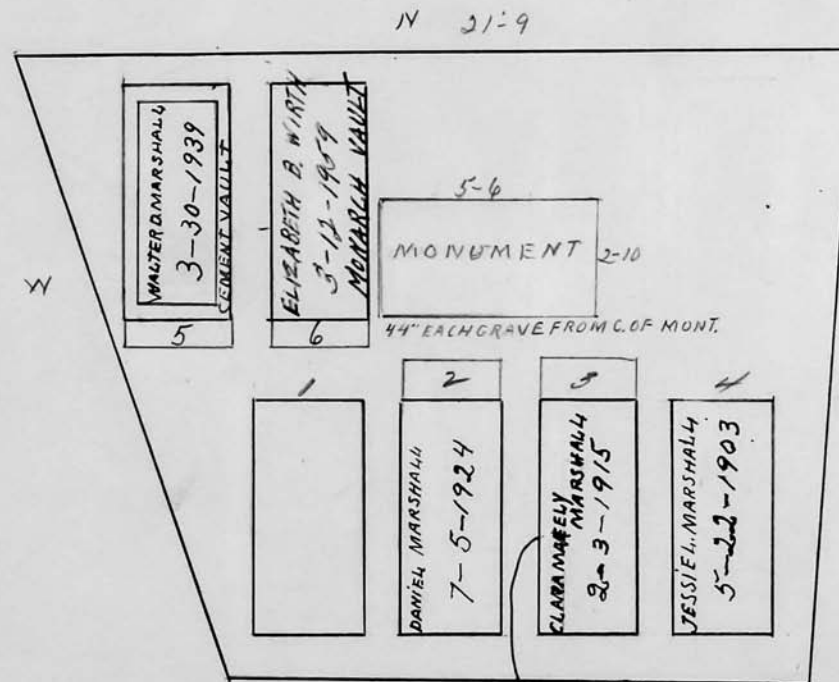 N 21-9
W
WALTER D. MARSHALL
3-30-1939
CEMENT VAULT
5
ELIZABETH B. WIRTH
3-12-1959
MONARCH VAULT
6
5-6
MONUMENT
2-10
44" EACH GRAVE FROM C. OF MONT.
1
2
DANIEL MARSHALL
7-5-1924
3
MARSHALL
2-3-1915
4
JESSIE L. MARSHALL
5-22-1903